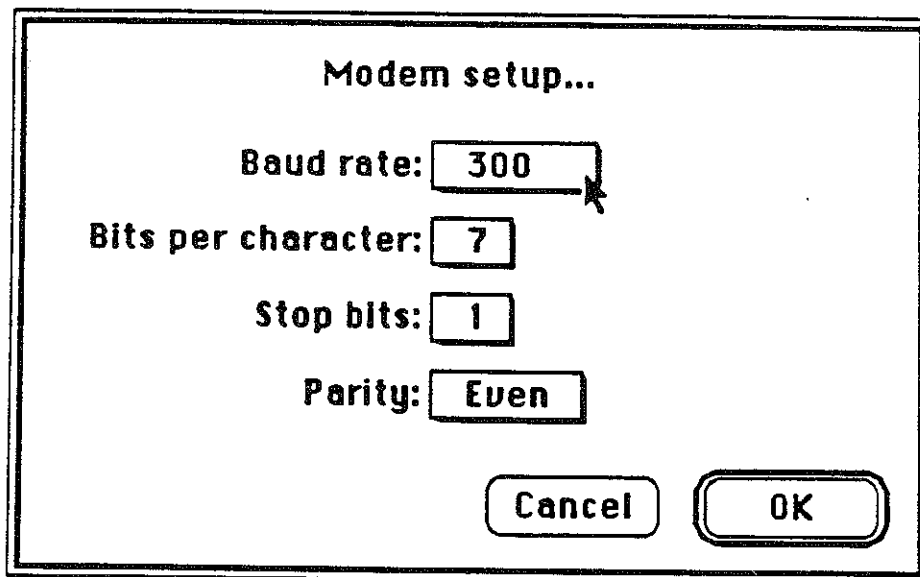 Modem setup...
Baud rate: 300
Bits per character: 7
Stop bits: 1
Parity: Even
Cancel OK